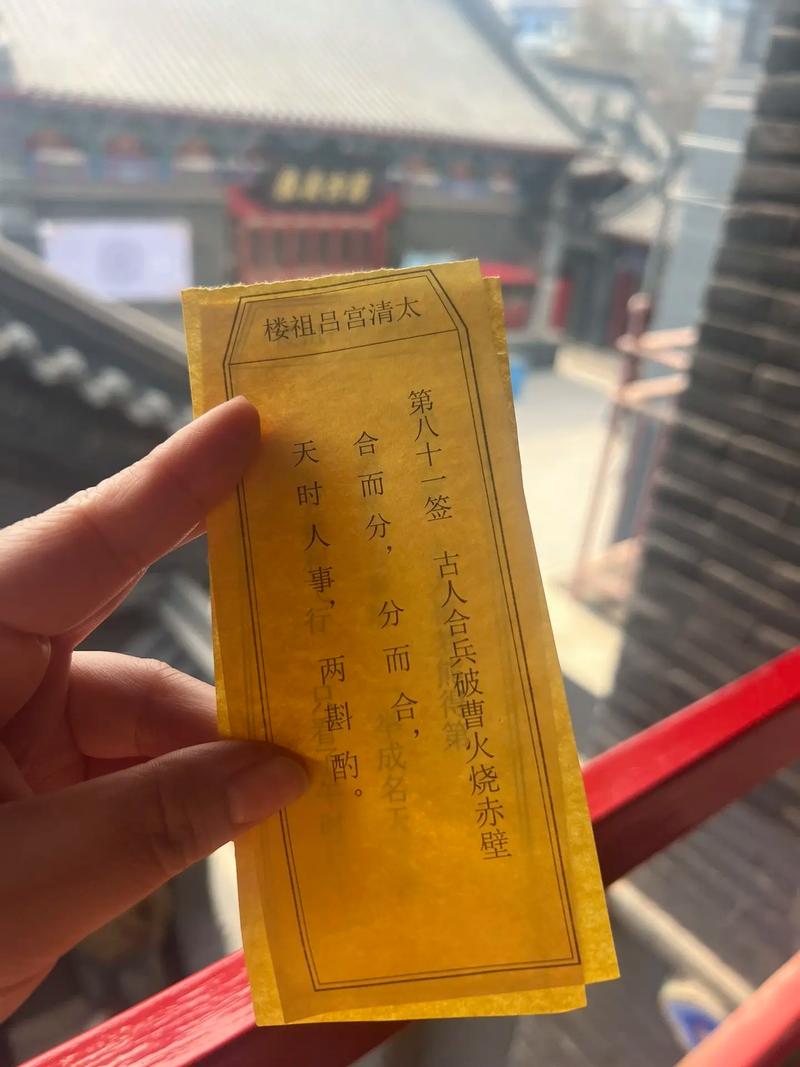 太清宫吕祖楼
第八十一签 古人合兵破曹火烧赤壁
合而分，分而合，
天时人事，两斟酌。